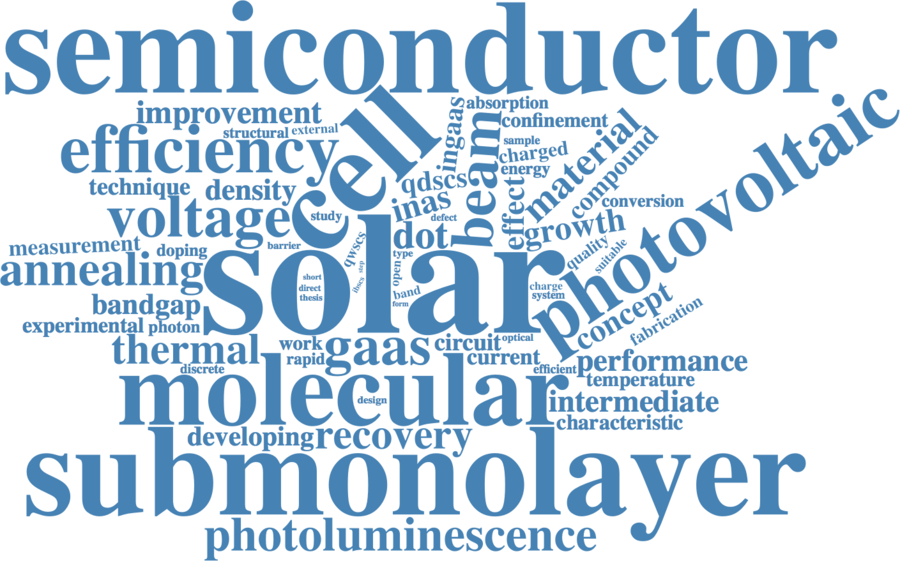 semiconductor
improvement
absorption
confinement
structural
external
efficiency
cell
ingaas
beam
sample
charged
energy
material
compound
photovoltaic
technique
density
qdscs
inas
defect
effect
conversion
voltage
study
dot
growth
measurement
doping
barrier
qwscs
step
ibscs
type
open
quality
suitable
annealing
solar
short
direct
thesis
band
form
charge
system
bandgap
concept
fabrication
experimental
photon
thermal
work
rapid
gaas
circuit
optical
current
performance
discrete
efficient
temperature
molecular
design
intermediate
characteristic
developing
recovery
submonolayer
photoluminescence